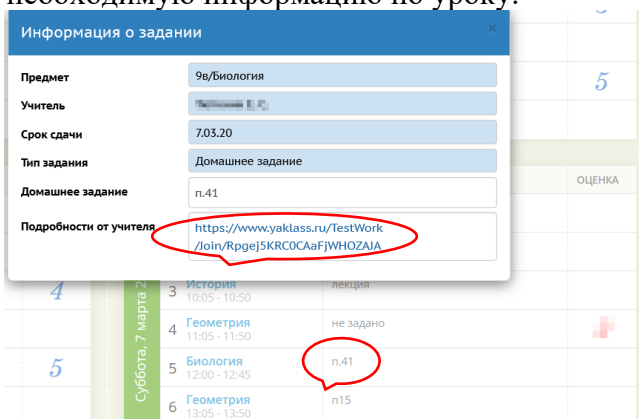 необходимую информацию по уроку:
Информация о задании
×
Предмет
9в/Биология
5
Учитель
Срок сдачи
7.03.20
Тип задания
Домашнее задание
ОЦЕНКА
Домашнее задание
п.41
Подробности от учителя
https://www.yaklass.ru/TestWork
/Join/Rpgej5KRC0CAaFjWHOZAJA
4
Суббота, 7 марта 2
3 История лекция
10:05 - 10:50
4 Геометрия не задано
11:05 - 11:50
5
5 Биология п.41
12:00 - 12:45
6 Геометрия п15
13:05 - 13:50